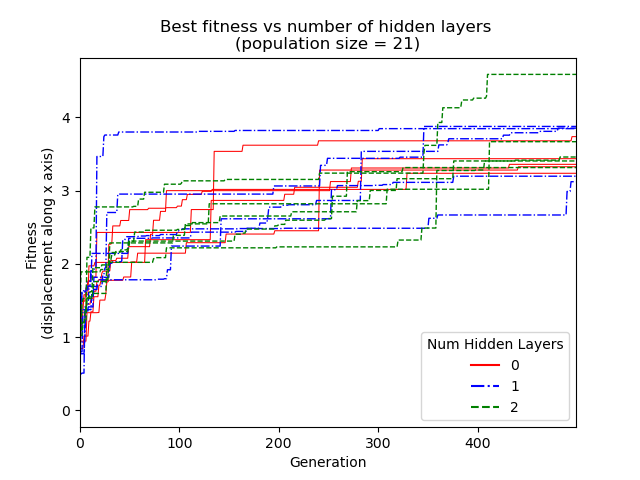 Best fitness vs number of hidden layers
(population size = 21)
Fitness
(displacement along x axis)
4
3
2
1
0
0 100 200 300 400
Generation
Num Hidden Layers
0
1
2